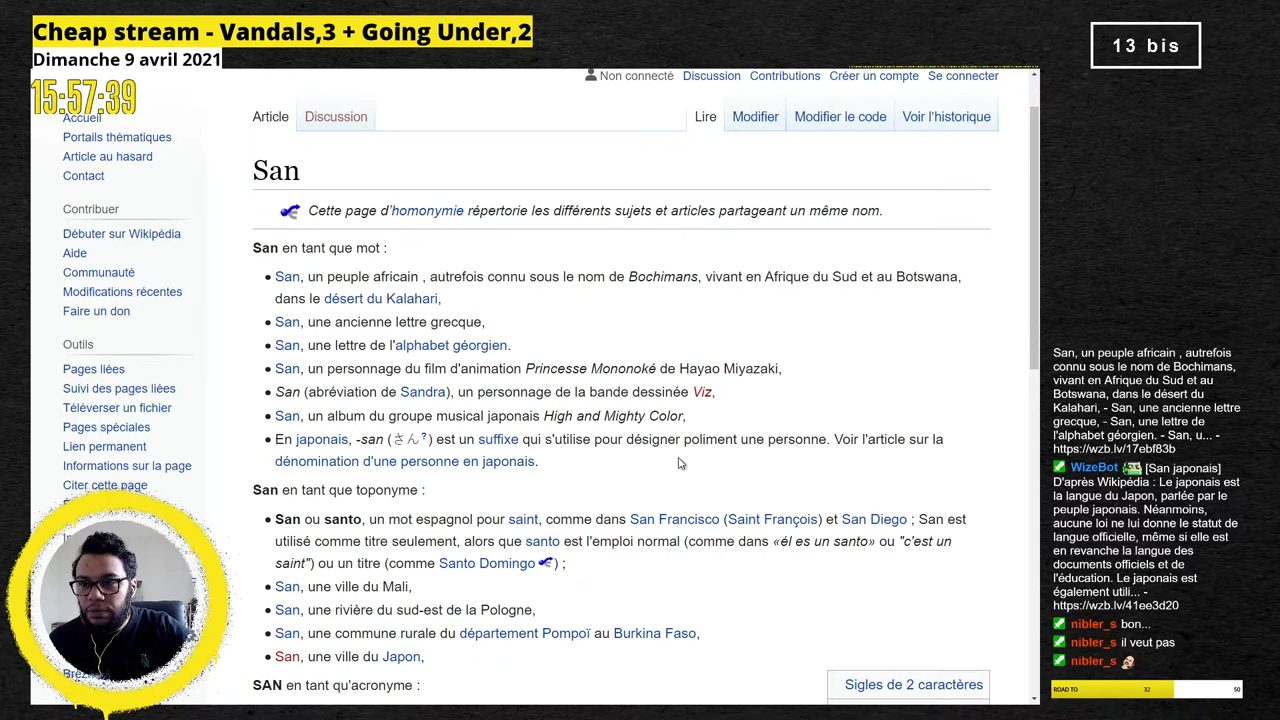 Cheap stream - Vandals,3 + Going Under,2
Dimanche 9 avril 2021
15:57:39
13 bis
Non connecté Discussion Contributions Créer un compte Se connecter
Article Discussion Lire Modifier Modifier le code Voir l'historique
Accueil
Portails thématiques
Article au hasard
Contact
Contribuer
Débuter sur Wikipédia
Aide
Communauté
Modifications récentes
Faire un don
Outils
Pages liées
Suivi des pages liées
Téléverser un fichier
Pages spéciales
Lien permanent
Informations sur la page
Citer cette page
San
Cette page d'homonymie répertorie les différents sujets et articles partageant un même nom.
San en tant que mot :
• San, un peuple africain , autrefois connu sous le nom de Bochimans, vivant en Afrique du Sud et au Botswana,
dans le désert du Kalahari,
• San, une ancienne lettre grecque,
• San, une lettre de l'alphabet géorgien.
• San, un personnage du film d'animation Princesse Mononoké de Hayao Miyazaki,
• San (abréviation de Sandra), un personnage de la bande dessinée Viz,
• San, un album du groupe musical japonais High and Mighty Color,
• En japonais, -san (さん?) est un suffixe qui s'utilise pour désigner poliment une personne. Voir l'article sur la
dénomination d'une personne en japonais.
San en tant que toponyme :
• San ou santo, un mot espagnol pour saint, comme dans San Francisco (Saint François) et San Diego ; San est
utilisé comme titre seulement, alors que santo est l'emploi normal (comme dans «él es un santo» ou "c'est un
saint") ou un titre (comme Santo Domingo ) ;
• San, une ville du Mali,
• San, une rivière du sud-est de la Pologne,
• San, une commune rurale du département Pompoï au Burkina Faso,
• San, une ville du Japon,
SAN en tant qu'acronyme :
Sigles de 2 caractères
San, un peuple africain , autrefois
connu sous le nom de Bochimans,
vivant en Afrique du Sud et au
Botswana, dans le désert du
Kalahari, - San, une ancienne lettre
grecque, - San, une lettre de
l'alphabet géorgien. - San, u... -
https://wzb.lv/17ebf83b
WizeBot [San japonais]
D'après Wikipédia : Le japonais est
la langue du Japon, parlée par le
peuple japonais. Néanmoins,
aucune loi ne lui donne le statut de
langue officielle, même si elle est
en revanche la langue des
documents officiels et de
l'éducation. Le japonais est
également utili... -
https://wzb.lv/41ee3d20
nibler_s bon...
nibler_s il veut pas
nibler_s
ROAD TO 32 50